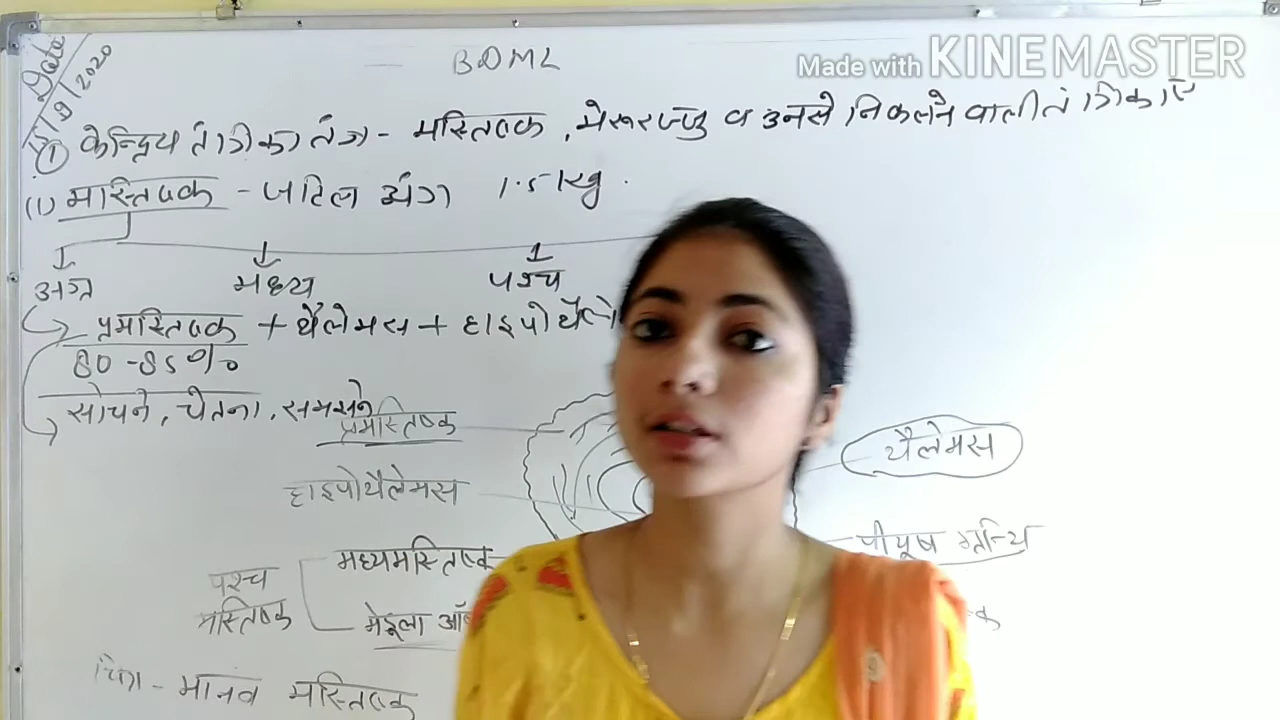 Made with KINEMASTER
Date
15/9/2020
BDML
① केन्द्रिय तंत्रिका तंत्र - मस्तिष्क, मेरूरज्जु व उनसे निकलने वाली तंत्रिकाएँ
(1) मास्तिष्क - जटिल अंग 1.5 kg.
अग्र मध्य पश्च
प्रमस्तिष्क + थैलेमस + हाइपोथैले
80-85%
सोचने, चेतना, समझने
प्रमस्तिष्क
थैलेमस
हाइपोथैलेमस
पीयूष ग्रन्थि
मध्यमस्तिष्क
पश्च
मस्तिष्क
मेडूला ऑब
चित्र - मानव मस्तिष्क